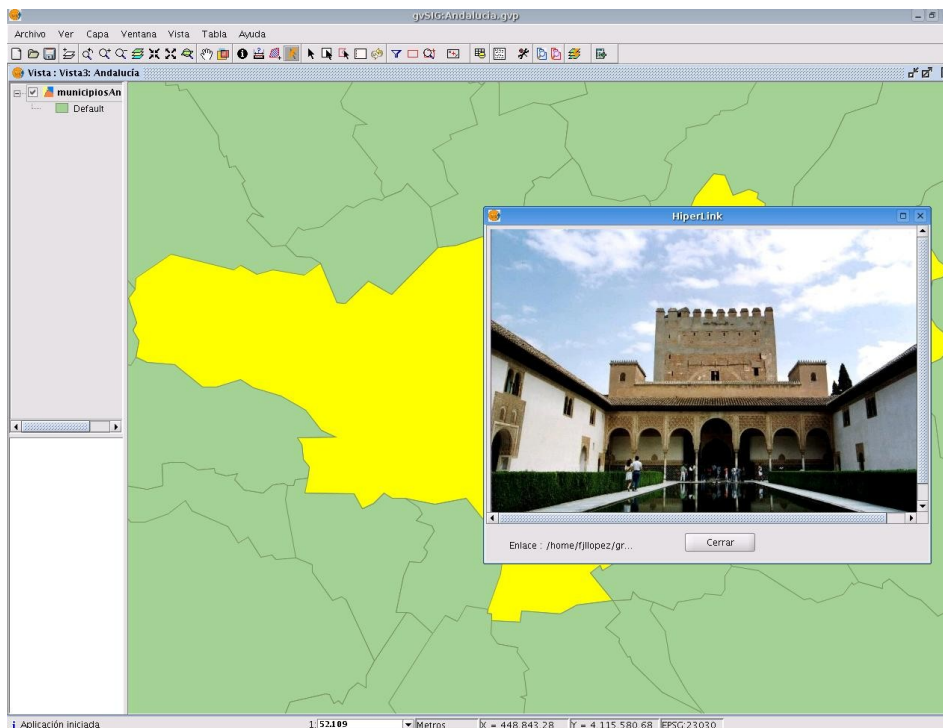 gvSIG:Andalucia.gvp
Archivo Ver Capa Ventana Vista Tabla Ayuda
Vista : Vista3: Andalucía
municipiosAn
Default
HiperLink
Enlace : /home/fjllopez/gr...
Cerrar
Aplicación iniciada
1: 52.109
Metros
X = 448.843,28
Y = 4.115.580,68
EPSG:23030